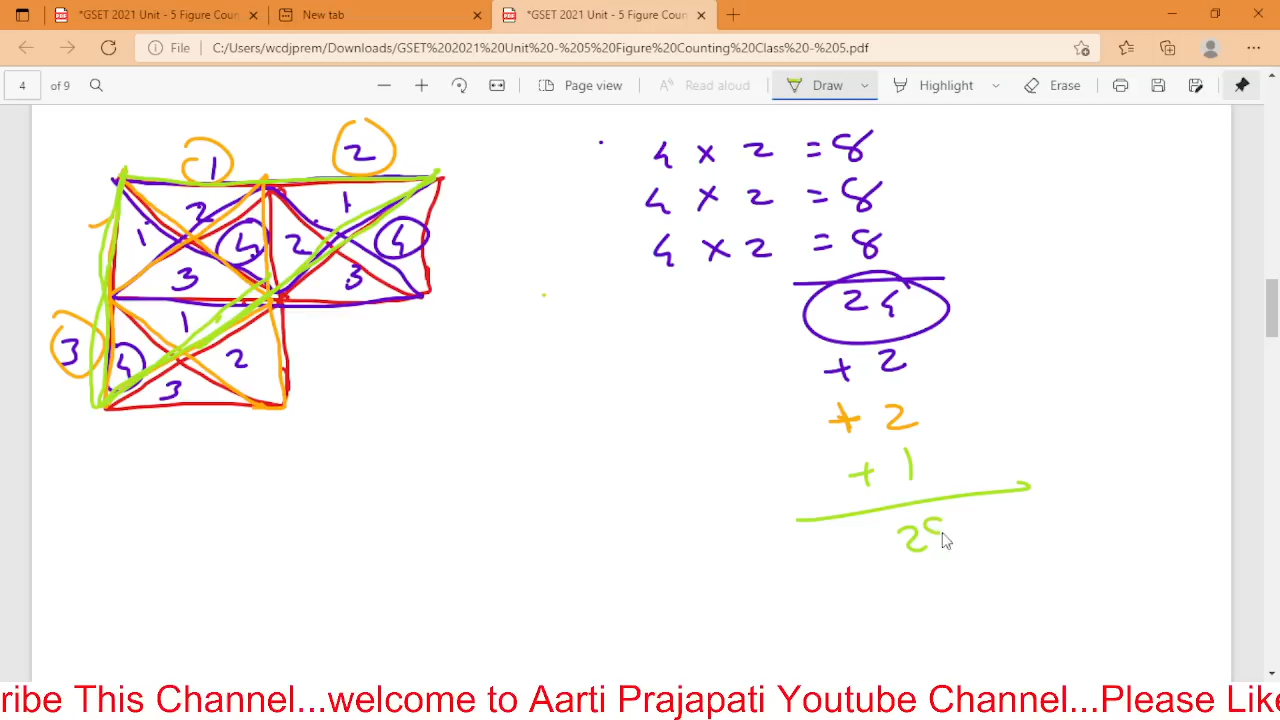 *GSET 2021 Unit - 5 Figure Coun
New tab
*GSET 2021 Unit - 5 Figure Coun
File
C:/Users/wcdjprem/Downloads/GSET%202021%20Unit%20-%205%20Figure%20Counting%20Class%20-%205.pdf
4 of 9
Page view
Read aloud
Draw
Highlight
Erase
1 2
2 1
1 4 2 4
3 3
1
3 4 2
3
4 × 2 = 8
4 × 2 = 8
4 × 2 = 8
24
+ 2
+ 2
+ 1
2
ribe This Channel...welcome to Aarti Prajapati Youtube Channel...Please Like